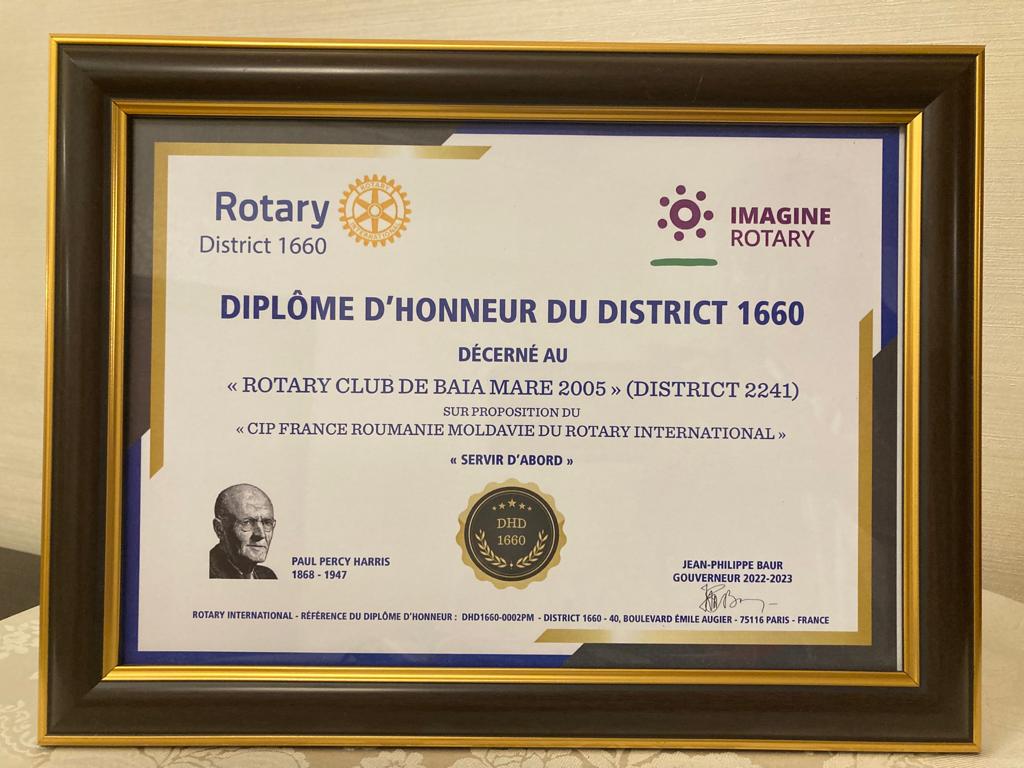 Rotary
District 1660
ROTARY
INTERNATIONAL
IMAGINE
ROTARY
DIPLÔME D'HONNEUR DU DISTRICT 1660
DÉCERNÉ AU
« ROTARY CLUB DE BAIA MARE 2005 » (DISTRICT 2241)
SUR PROPOSITION DU
« CIP FRANCE ROUMANIE MOLDAVIE DU ROTARY INTERNATIONAL »
« SERVIR D'ABORD »
DHD
1660
PAUL PERCY HARRIS
1868 - 1947
JEAN-PHILIPPE BAUR
GOUVERNEUR 2022-2023
ROTARY INTERNATIONAL - RÉFÉRENCE DU DIPLÔME D'HONNEUR : DHD1660-0002PM - DISTRICT 1660 - 40, BOULEVARD ÉMILE AUGIER - 75116 PARIS - FRANCE